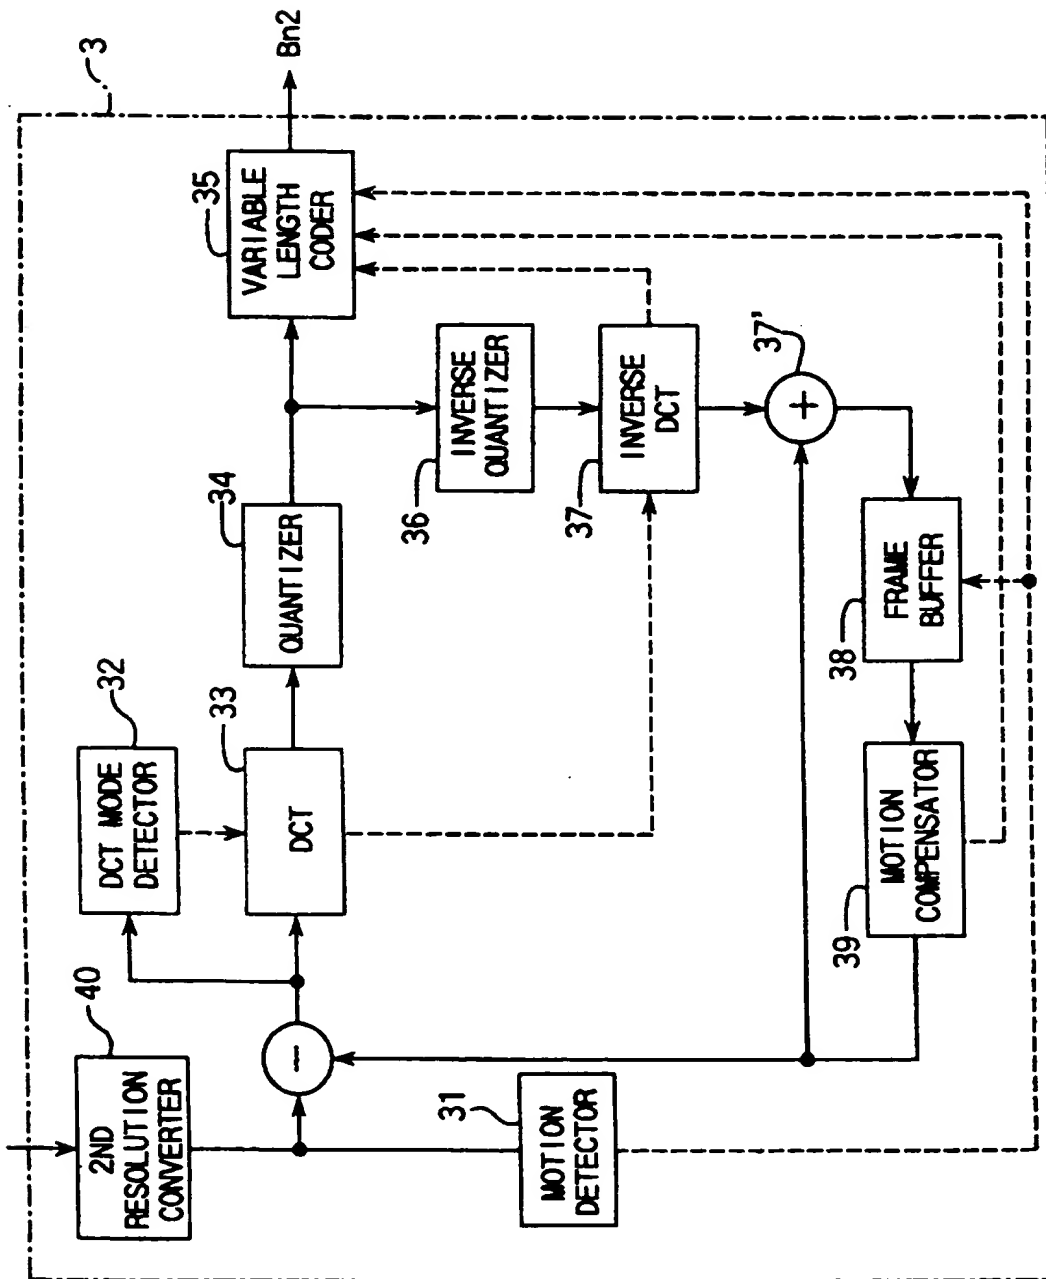 3
40
2ND
RESOLUTION
CONVERTER
31
MOTION
DETECTOR
-
32
DCT MODE
DETECTOR
33
DCT
34
QUANTIZER
35
VARIABLE
LENGTH
CODER
Bn2
36
INVERSE
QUANTIZER
37
INVERSE
DCT
37'
+
38
FRAME
BUFFER
39
MOTION
COMPENSATOR